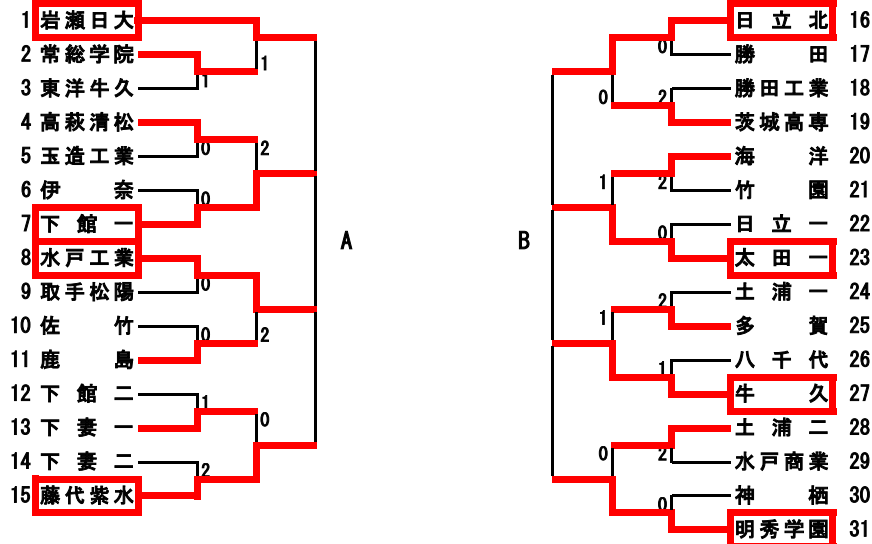 1 岩瀬日大
2 常総学院
1
1
3 東洋牛久
4 高萩清松
0
2
5 玉造工業
6 伊奈
0
7 下館一
8 水戸工業
0
9 取手松陽
10 佐竹
0
2
11 鹿島
12 下館二
1
0
13 下妻一
14 下妻二
2
15 藤代紫水
A
B
日立北 16
0
勝田 17
0
2
勝田工業 18
茨城高専 19
海洋 20
1
2
竹園 21
日立一 22
0
太田一 23
土浦一 24
2
1
多賀 25
八千代 26
1
牛久 27
土浦二 28
0
2
水戸商業 29
神栖 30
0
明秀学園 31